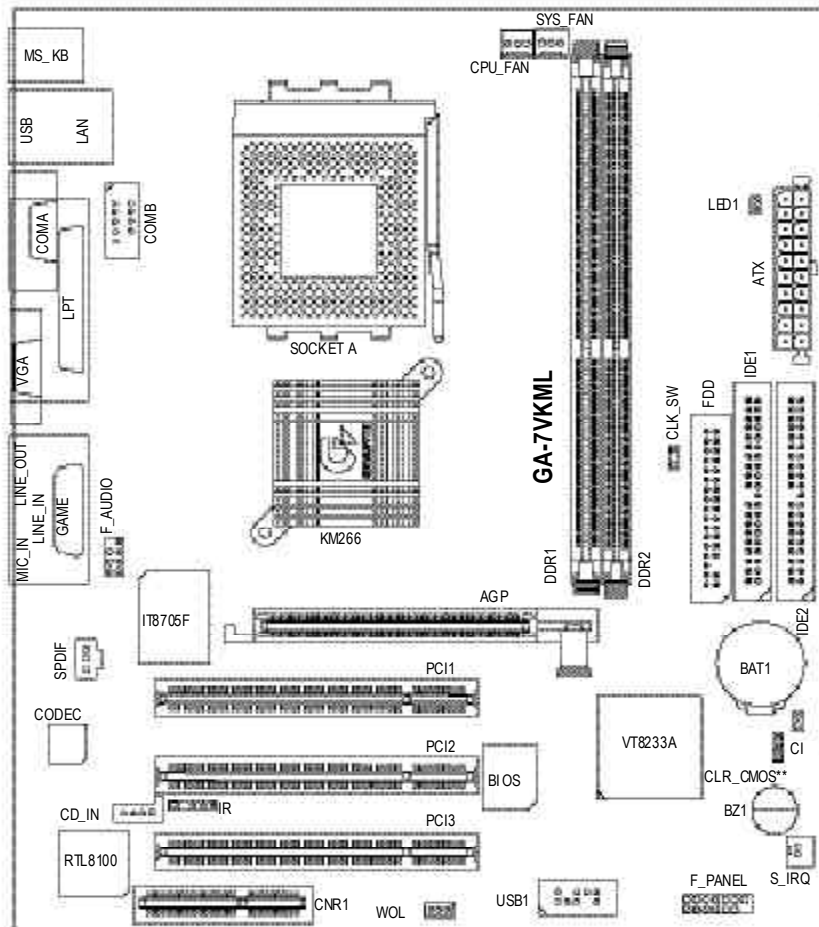 SYS_FAN
MS_KB
CPU_FAN
USB
LAN
COMA
COMB
LPT
VGA
LED1
ATX
SOCKET A
GA-7VKML
CLK_SW
FDD
IDE1
LINE_OUT
MIC_IN
LINE_IN
GAME
F_AUDIO
KM266
DDR1
DDR2
IDE2
IT8705F
AGP
SPDIF
BAT1
PCI1
CODEC
VT8233A
CI
PCI2
BIOS
CLR_CMOS**
CD_IN
IR
BZ1
PCI3
RTL8100
S_IRQ
F_PANEL
CNR1
WOL
USB1